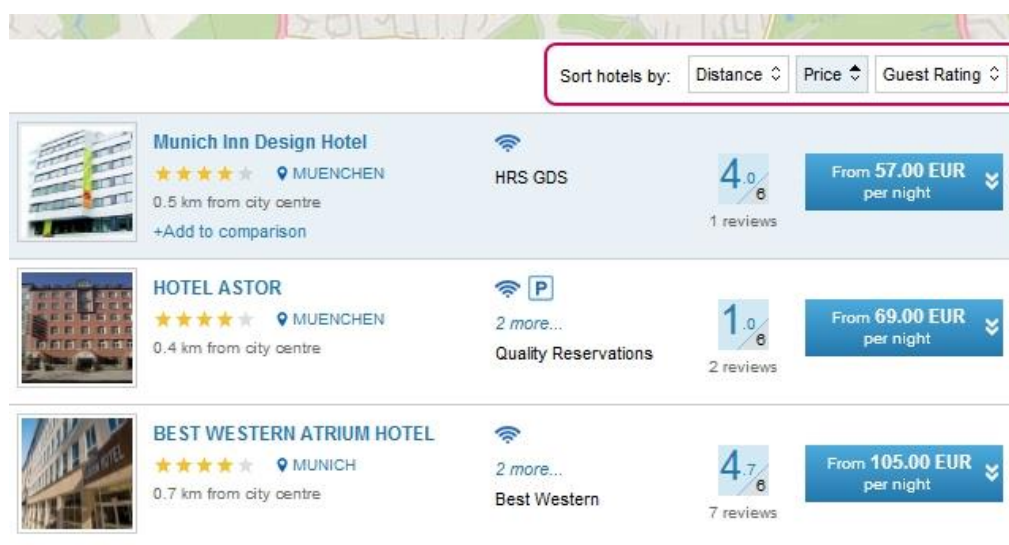 Sort hotels by: Distance Price Guest Rating
Munich Inn Design Hotel
MUENCHEN
0.5 km from city centre
+Add to comparison
HRS GDS
4.0/6
1 reviews
From 57.00 EUR
per night
HOTEL ASTOR
MUENCHEN
0.4 km from city centre
P
2 more...
Quality Reservations
1.0/6
2 reviews
From 69.00 EUR
per night
BEST WESTERN ATRIUM HOTEL
MUNICH
0.7 km from city centre
2 more...
Best Western
4.7/6
7 reviews
From 105.00 EUR
per night